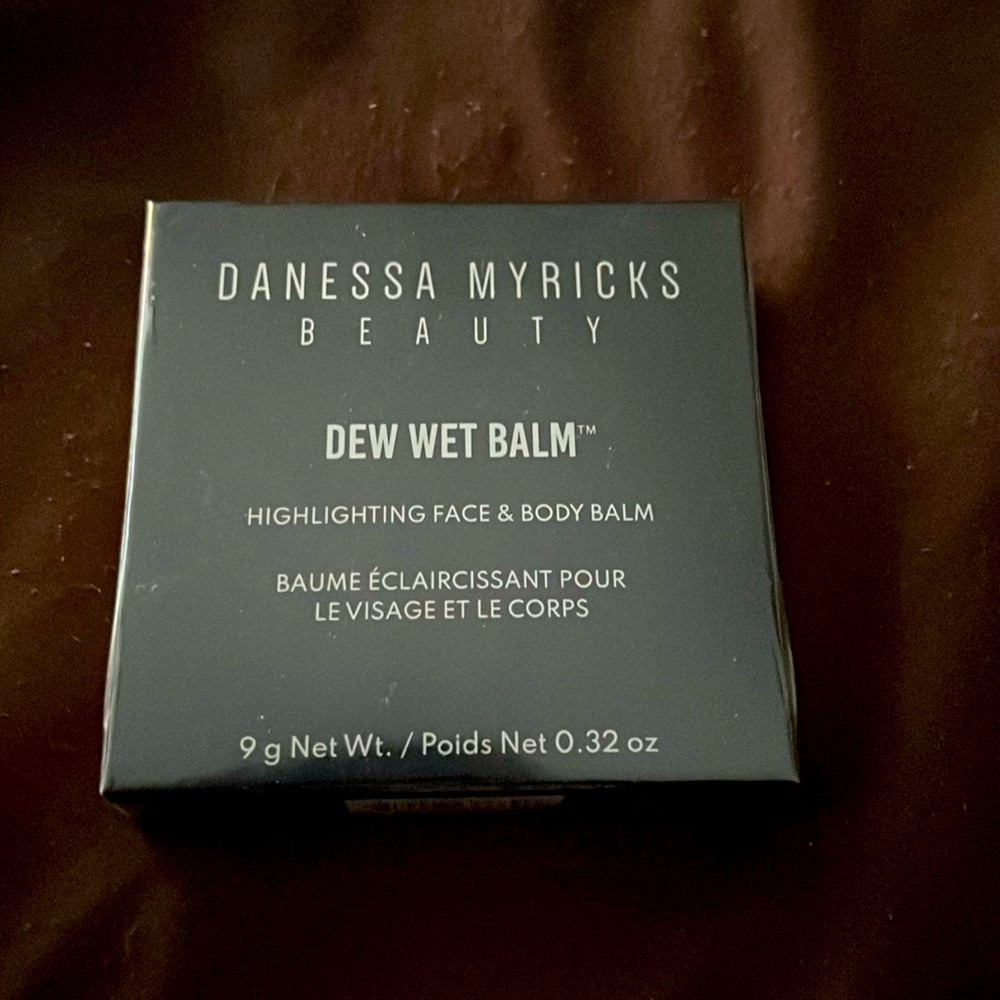 DANESSA MYRICKS
BEAUTY
DEW WET BALM™
HIGHLIGHTING FACE & BODY BALM
BAUME ÉCLAIRCISSANT POUR
LE VISAGE ET LE CORPS
9 g Net Wt. / Poids Net 0.32 oz